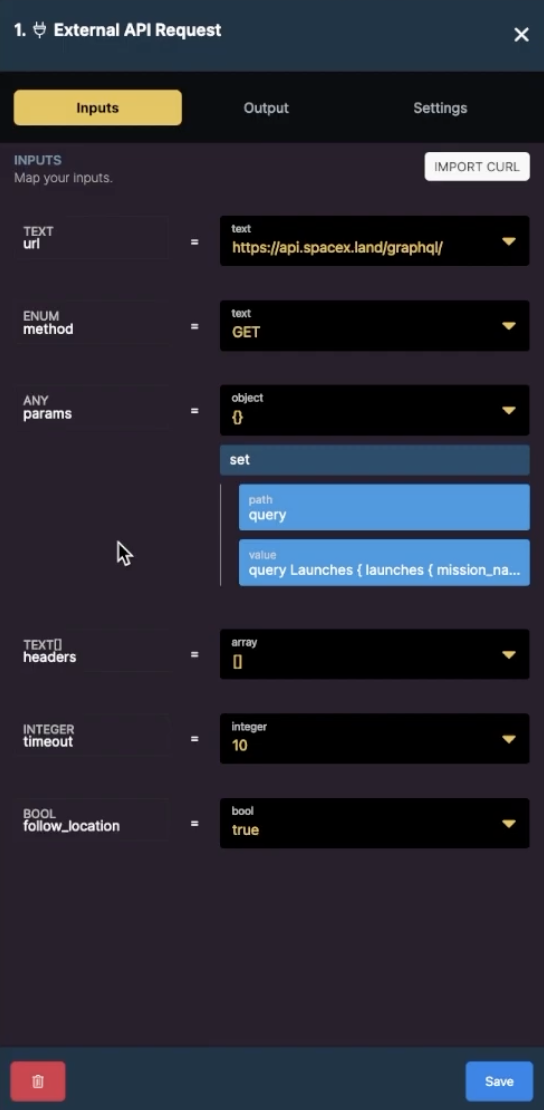 1. External API Request
Inputs
Output
Settings
INPUTS
Map your inputs.
IMPORT CURL
TEXT
url
=
text
https://api.spacex.land/graphql/
ENUM
method
=
text
GET
ANY
params
=
object
{}
set
path
query
value
query Launches { launches { mission_na...
TEXT[]
headers
=
array
[]
INTEGER
timeout
=
integer
10
BOOL
follow_location
=
bool
true
Save